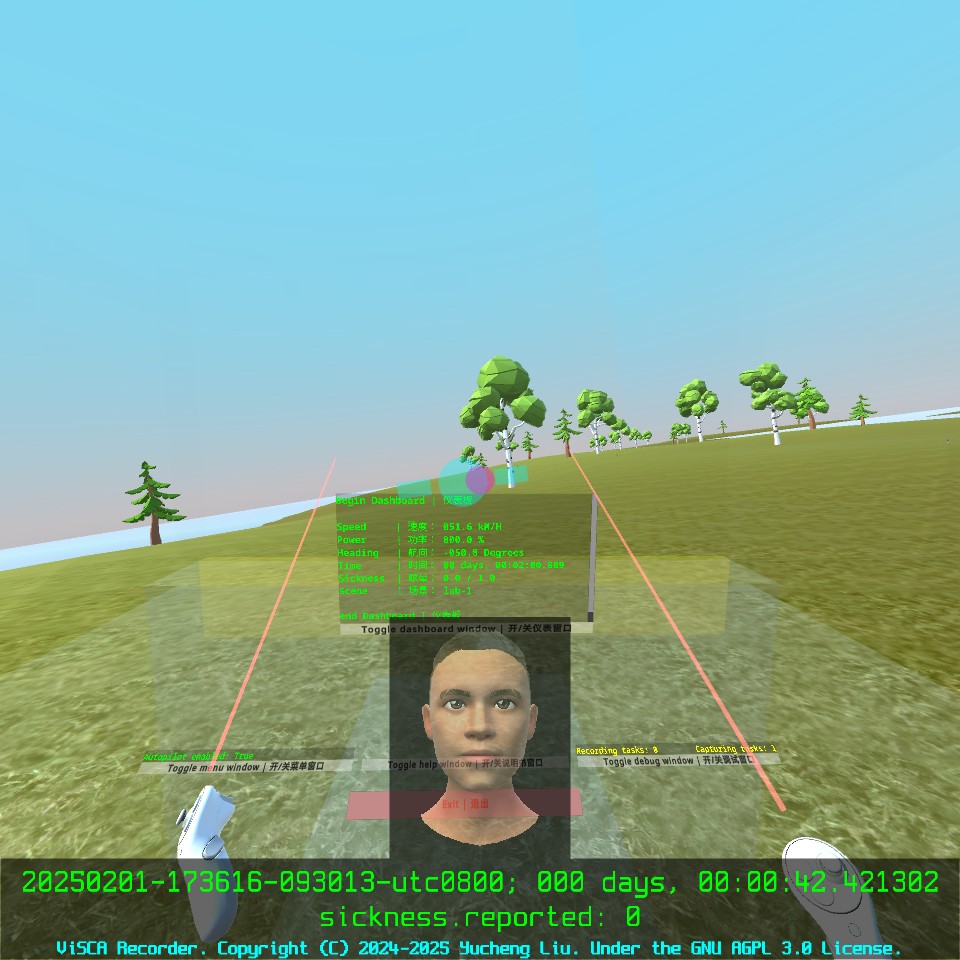 Begin Dashboard | 仪表版
Speed | 速度: 051.6 kM/H
Power | 功率: 800.0 %
Heading | 航向: -050.8 Degrees
Time | 时间: 00 days, 00:02:00.809
Sickness | 眩晕: 0.0 / 1.0
Scene | 场景: lab-1
End Dashboard | 仪表版
Toggle dashboard window | 开/关仪表窗口
Autopilot enabled: True
Toggle menu window | 开/关菜单窗口
Toggle help window | 开/关说明书窗口
Recording tasks: 0 Capturing tasks: 1
Toggle debug window | 开/关调试窗口
Exit | 退出
20250201-173616-093013-utc0800; 000 days, 00:00:42.421302
sickness.reported: 0
ViSCA Recorder. Copyright (C) 2024-2025 Yucheng Liu. Under the GNU AGPL 3.0 License.